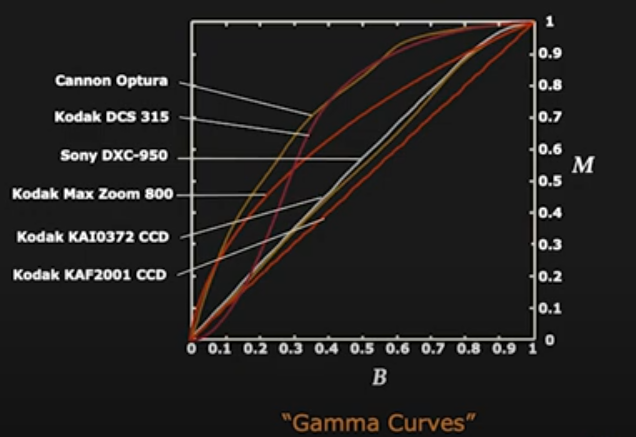 Cannon Optura
Kodak DCS 315
Sony DXC-950
Kodak Max Zoom 800
Kodak KAI0372 CCD
Kodak KAF2001 CCD
1
0.9
0.8
0.7
0.6
0.5
0.4
0.3
0.2
0.1
0
M
0 0.1 0.2 0.3 0.4 0.5 0.6 0.7 0.8 0.9 1
B
“Gamma Curves”